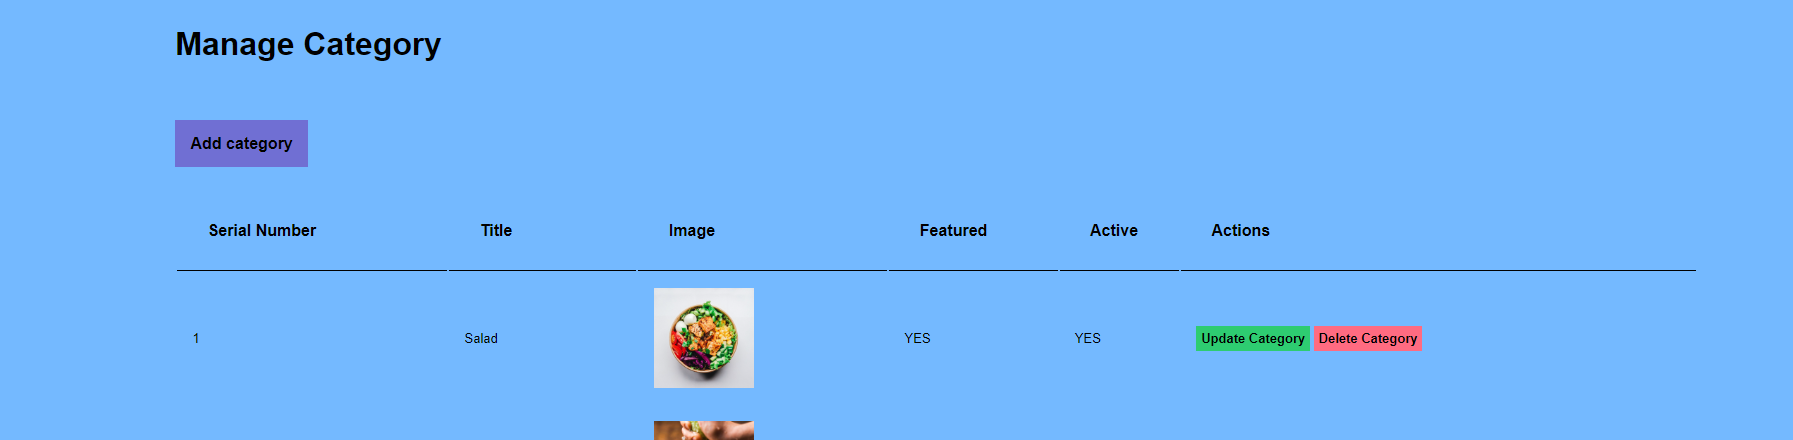 Manage Category
Add category
Serial Number Title Image Featured Active Actions
1 Salad YES YES Update Category Delete Category